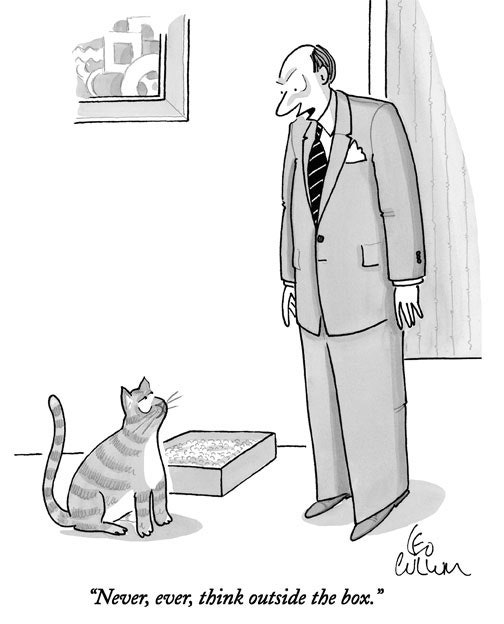 LEO
CULLUM
“Never, ever, think outside the box.”